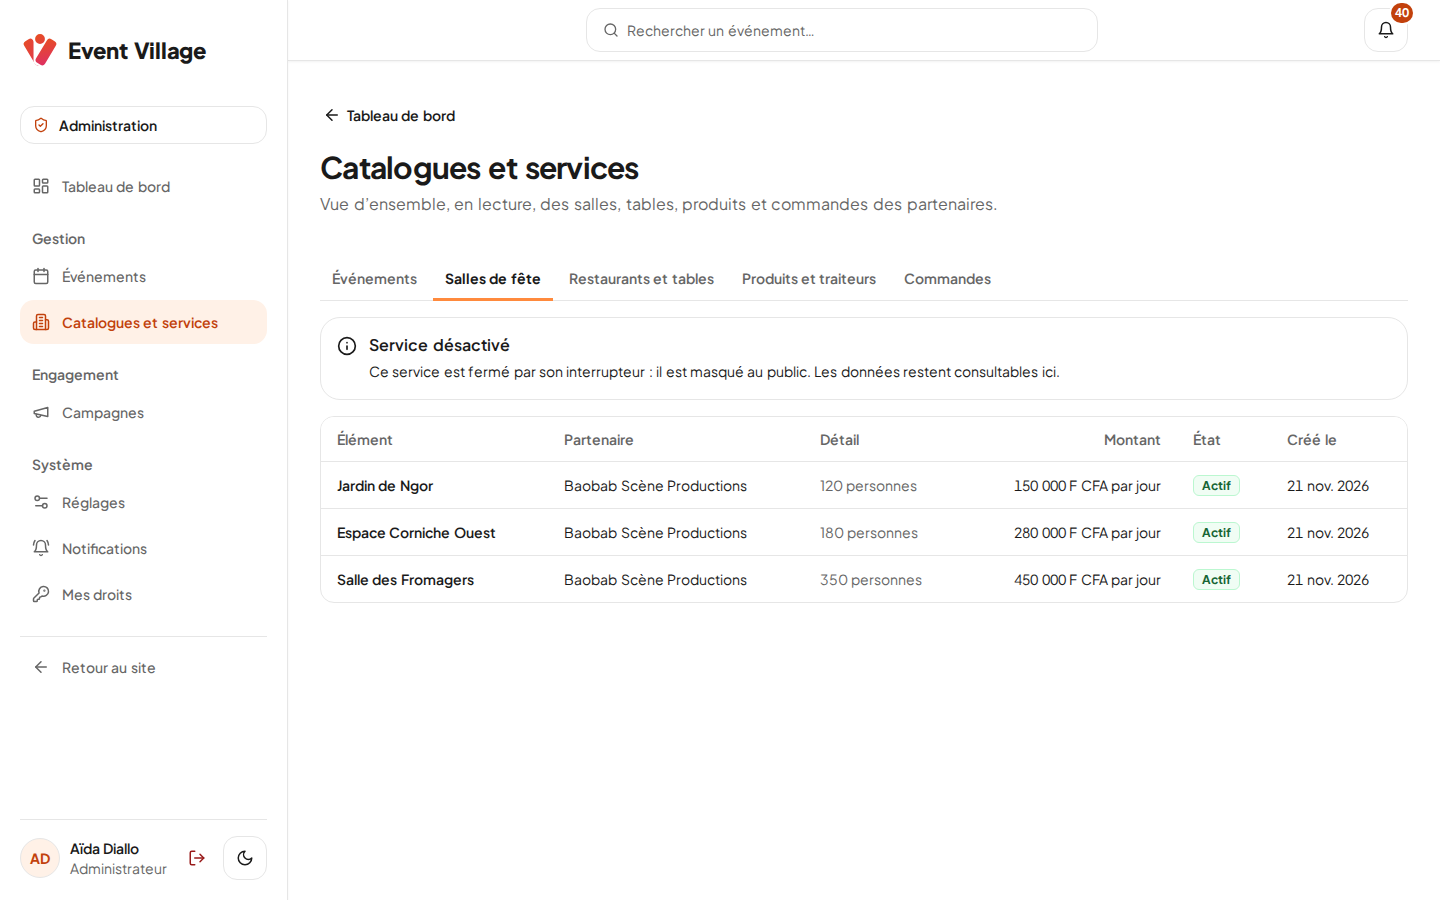 Event Village
Administration
Tableau de bord
Gestion
Événements
Catalogues et services
Engagement
Campagnes
Système
Réglages
Notifications
Mes droits
Retour au site
AD
Aïda Diallo
Administrateur
Rechercher un événement…
40
Tableau de bord
Catalogues et services
Vue d’ensemble, en lecture, des salles, tables, produits et commandes des partenaires.
Événements Salles de fête Restaurants et tables Produits et traiteurs Commandes
Service désactivé
Ce service est fermé par son interrupteur : il est masqué au public. Les données restent consultables ici.
Élément Partenaire Détail Montant État Créé le
Jardin de Ngor Baobab Scène Productions 120 personnes 150 000 F CFA par jour Actif 21 nov. 2026
Espace Corniche Ouest Baobab Scène Productions 180 personnes 280 000 F CFA par jour Actif 21 nov. 2026
Salle des Fromagers Baobab Scène Productions 350 personnes 450 000 F CFA par jour Actif 21 nov. 2026